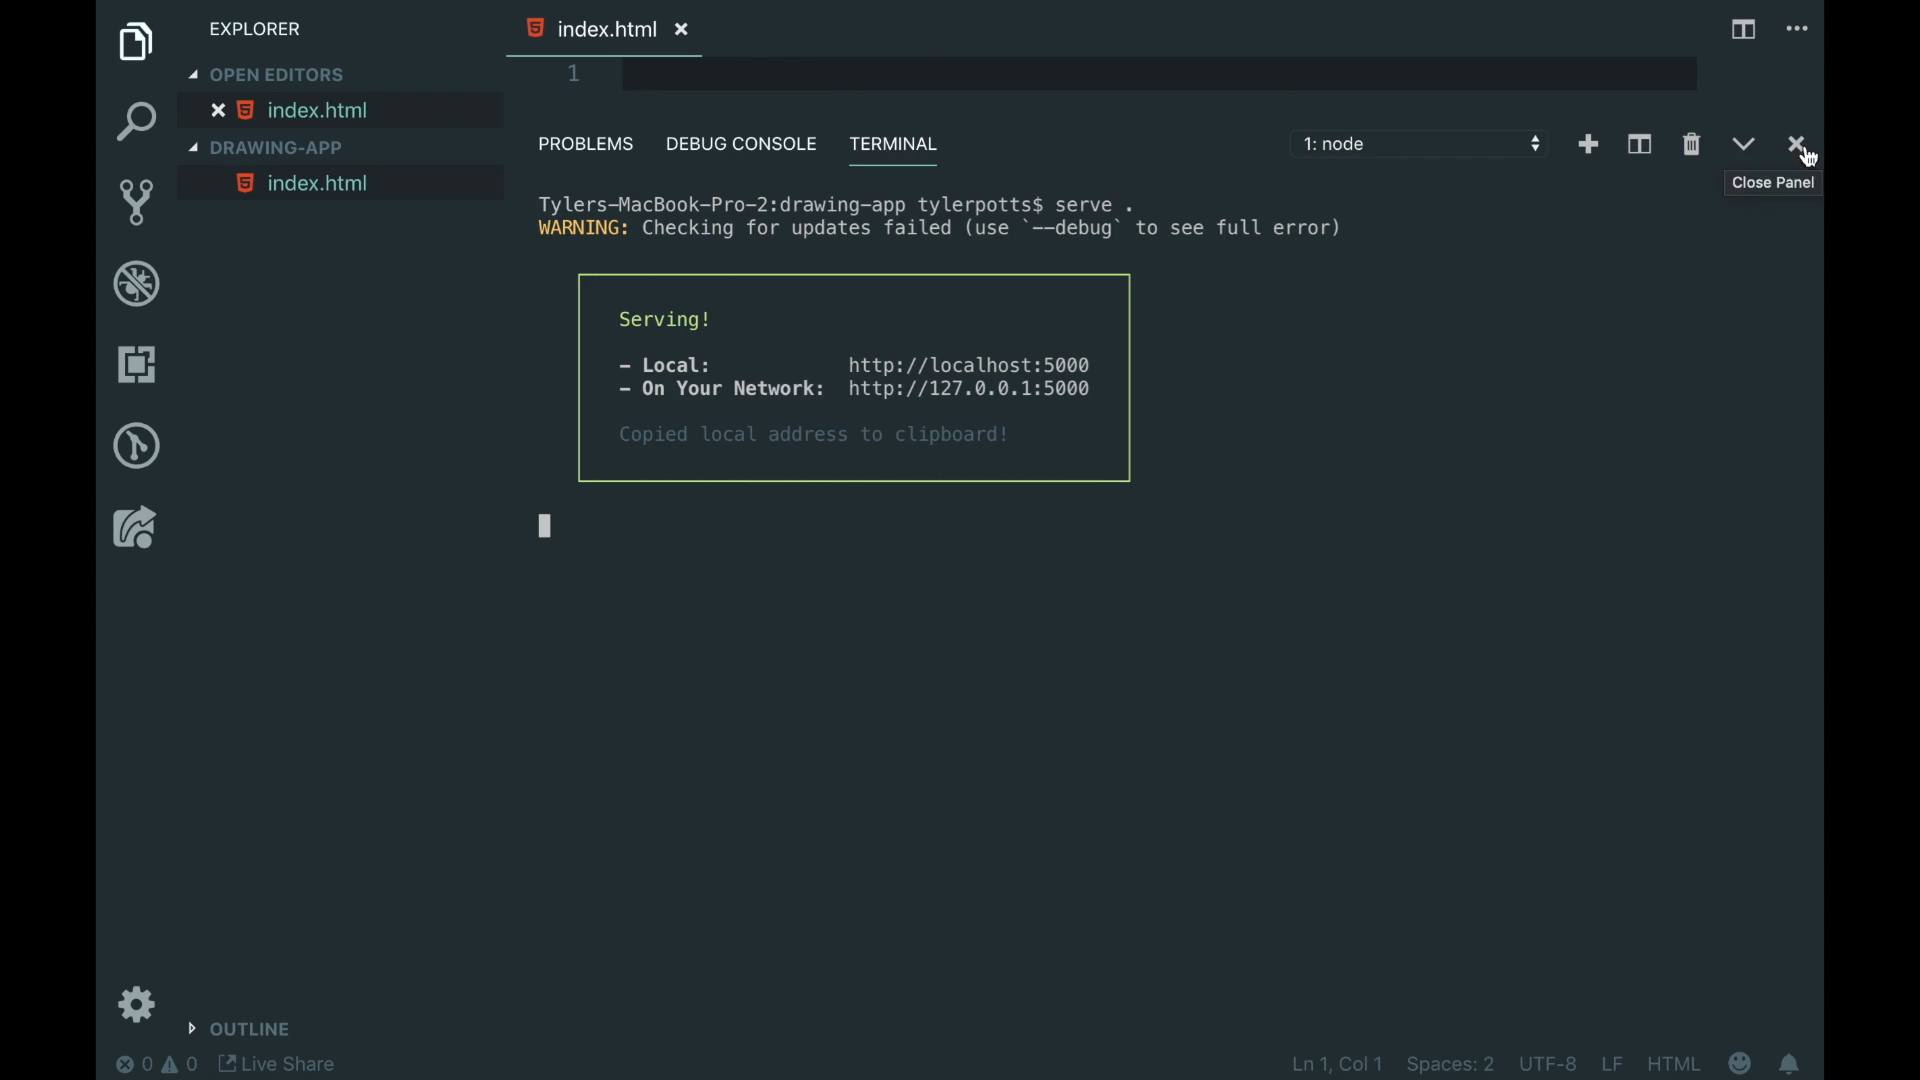 EXPLORER
OPEN EDITORS
index.html
DRAWING-APP
index.html
index.html
1
PROBLEMS DEBUG CONSOLE TERMINAL
1: node
Close Panel
Tylers-MacBook-Pro-2:drawing-app tylerpotts$ serve .
WARNING: Checking for updates failed (use `--debug` to see full error)
Serving!
- Local: http://localhost:5000
- On Your Network: http://127.0.0.1:5000
Copied local address to clipboard!
OUTLINE
0 0 Live Share
Ln 1, Col 1 Spaces: 2 UTF-8 LF HTML